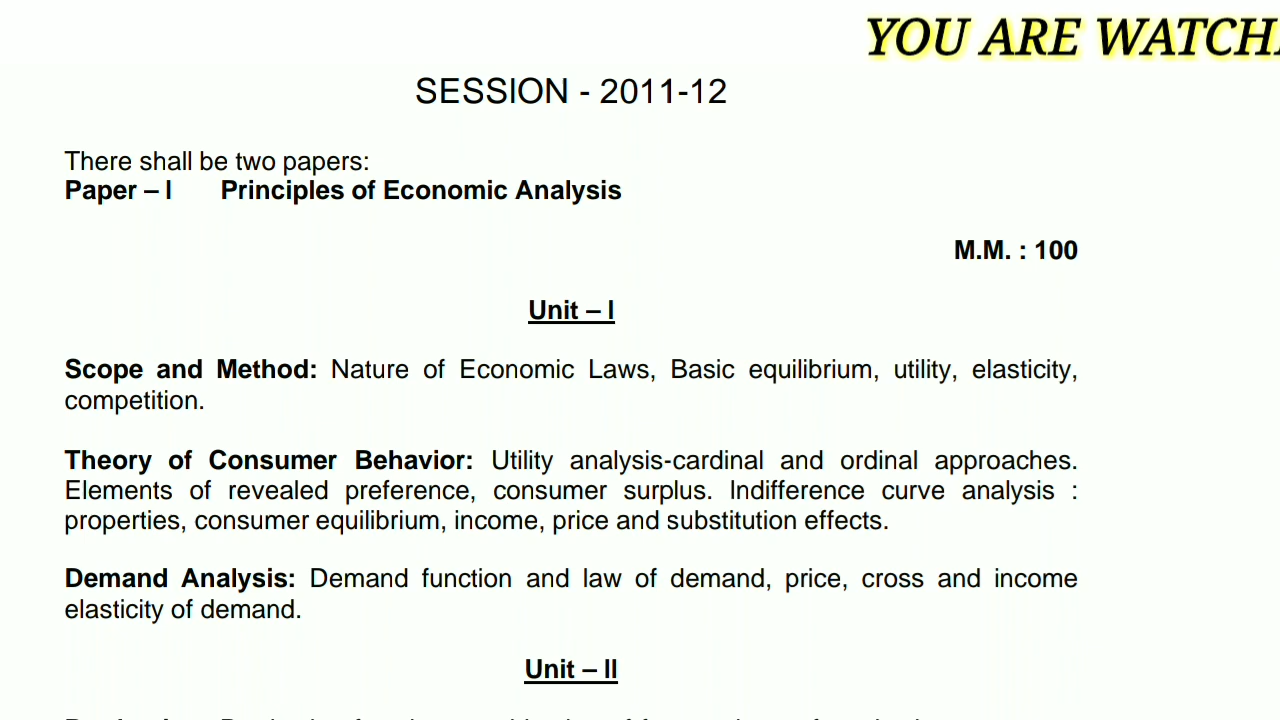 YOU ARE WATCH
SESSION - 2011-12
There shall be two papers:
Paper – I Principles of Economic Analysis
M.M. : 100
Unit – I
Scope and Method: Nature of Economic Laws, Basic equilibrium, utility, elasticity,
competition.
Theory of Consumer Behavior: Utility analysis-cardinal and ordinal approaches.
Elements of revealed preference, consumer surplus. Indifference curve analysis :
properties, consumer equilibrium, income, price and substitution effects.
Demand Analysis: Demand function and law of demand, price, cross and income
elasticity of demand.
Unit – II